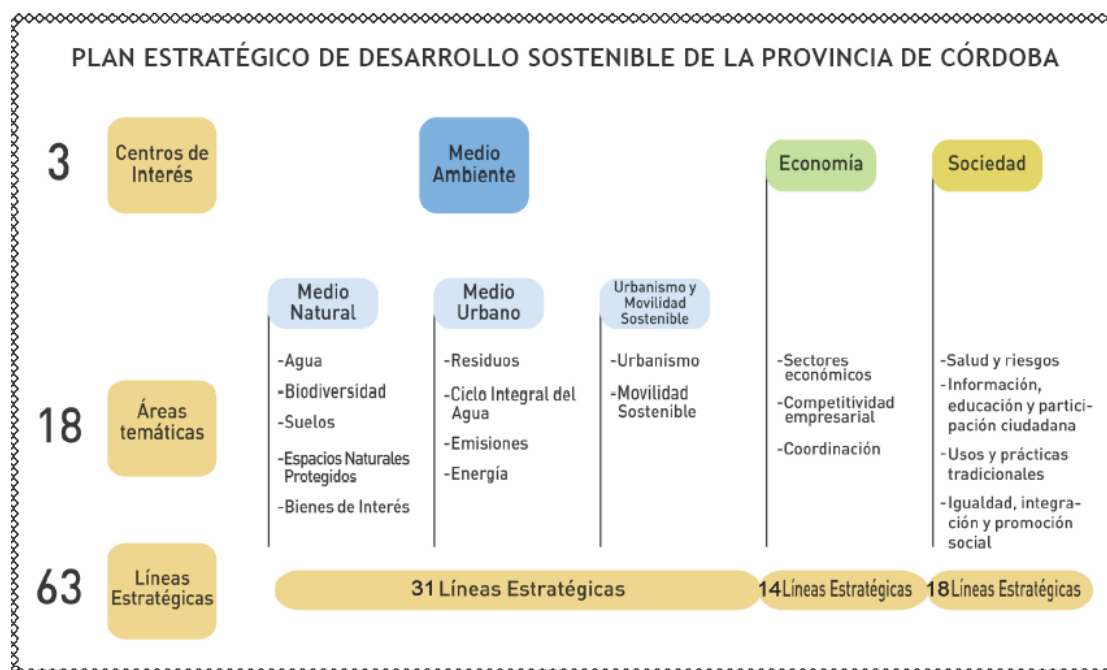 PLAN ESTRATÉGICO DE DESARROLLO SOSTENIBLE DE LA PROVINCIA DE CÓRDOBA
3
Centros de
Interés
Medio
Ambiente
Economía
Sociedad
Medio
Natural
Medio
Urbano
Urbanismo y
Movilidad
Sostenible
18
Áreas
temáticas
-Agua
-Biodiversidad
-Suelos
-Espacios Naturales
Protegidos
-Bienes de Interés
-Residuos
-Ciclo Integral del
Agua
-Emisiones
-Energía
-Urbanismo
-Movilidad
Sostenible
-Sectores
económicos
-Competitividad
empresarial
-Coordinación
-Salud y riesgos
-Información,
educación y partici-
pación ciudadana
-Usos y prácticas
tradicionales
-Igualdad, integra-
ción y promoción
social
63
Líneas
Estratégicas
31 Líneas Estratégicas
14 Líneas Estratégicas
18 Líneas Estratégicas